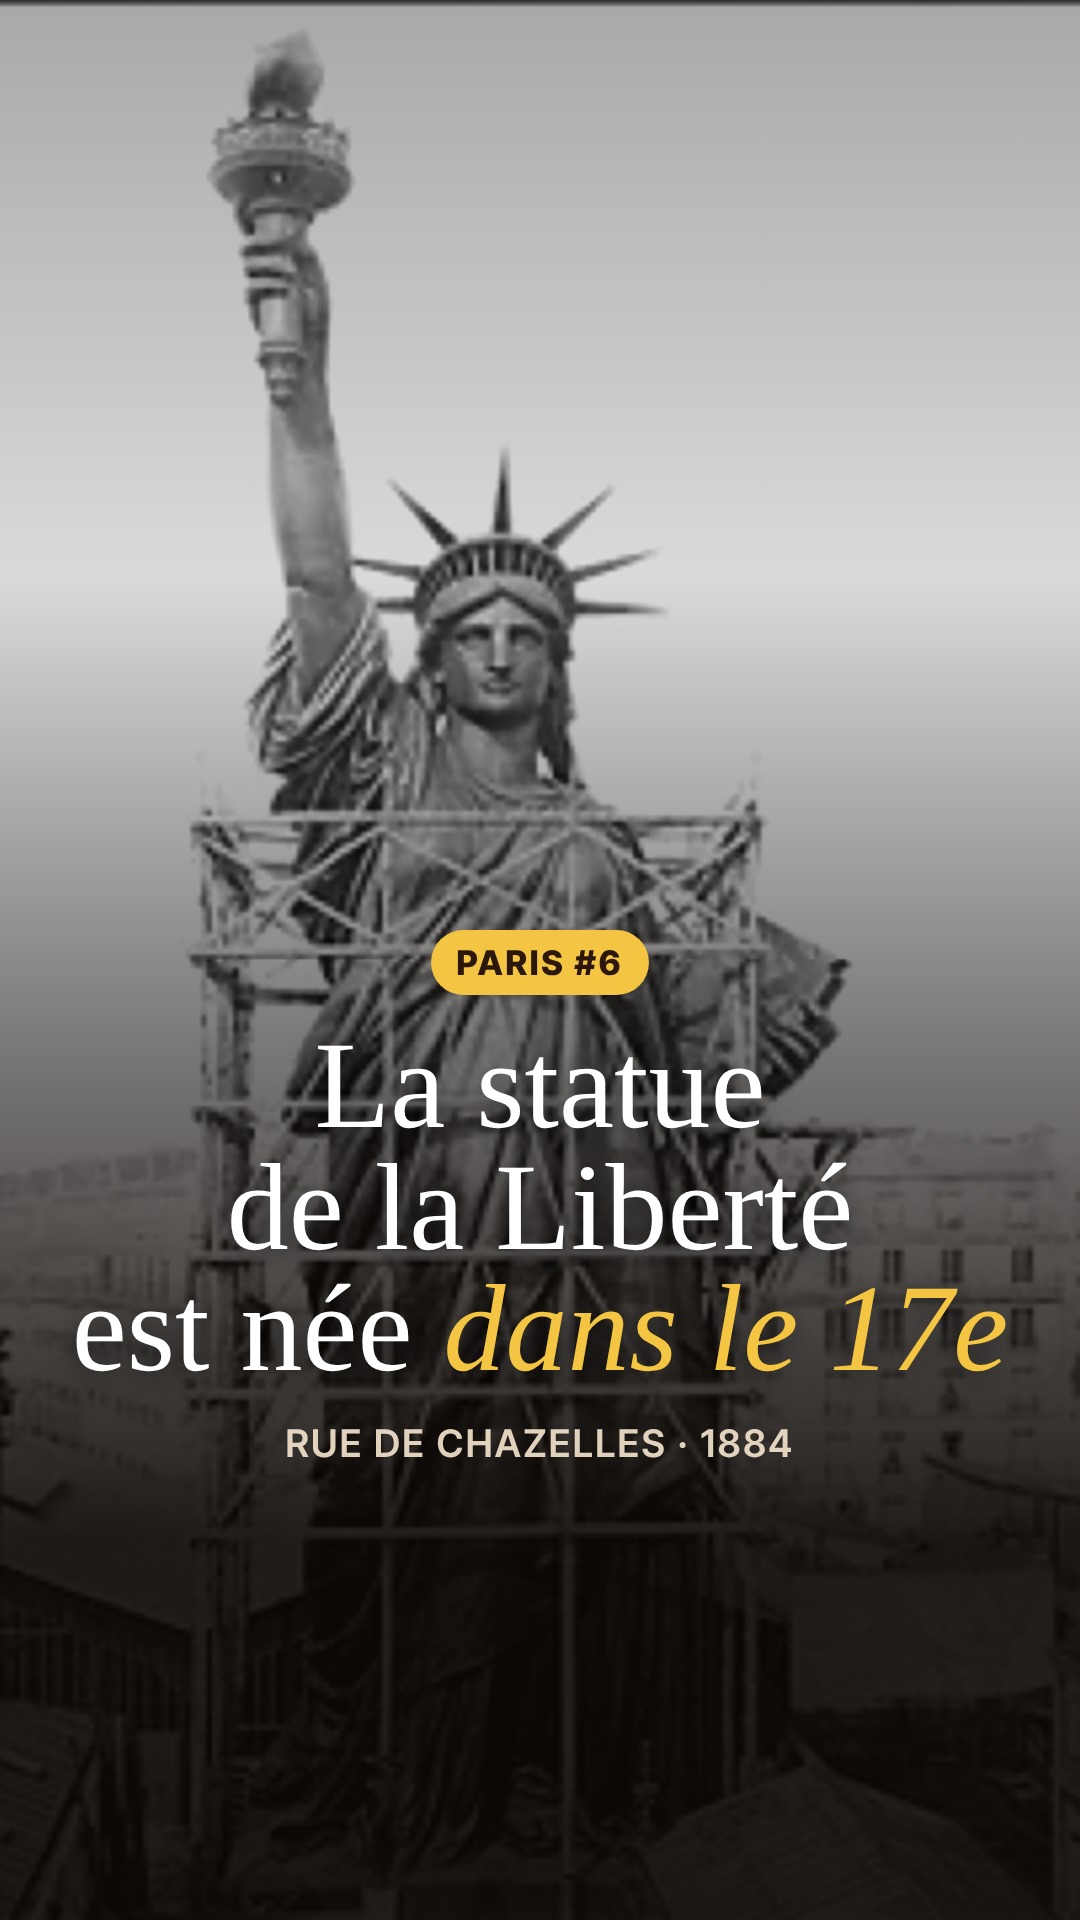 PARIS #6
La statue
de la Liberté
est née dans le 17e
RUE DE CHAZELLES · 1884